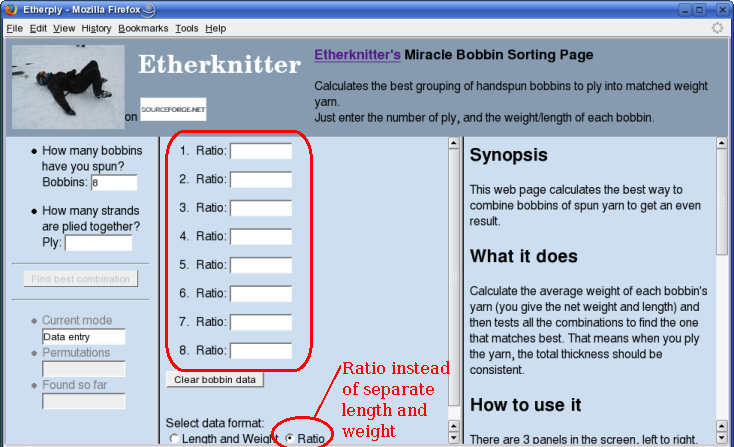 Etherply - Mozilla Firefox
File Edit View History Bookmarks Tools Help
Etherknitter
on SOURCEFORGE.NET
Etherknitter's Miracle Bobbin Sorting Page
Calculates the best grouping of handspun bobbins to ply into matched weight
yarn.
Just enter the number of ply, and the weight/length of each bobbin.
How many bobbins
have you spun?
Bobbins: 8
How many strands
are plied together?
Ply:
Find best combination
Current mode
Data entry
Permutations
Found so far
1. Ratio:
2. Ratio:
3. Ratio:
4. Ratio:
5. Ratio:
6. Ratio:
7. Ratio:
8. Ratio:
Clear bobbin data
Select data format:
Length and Weight Ratio
Ratio instead
of separate
length and
weight
Synopsis
This web page calculates the best way to
combine bobbins of spun yarn to get an even
result.
What it does
Calculate the average weight of each bobbin's
yarn (you give the net weight and length) and
then tests all the combinations to find the one
that matches best. That means when you ply
the yarn, the total thickness should be
consistent.
How to use it
There are 3 panels in the screen, left to right.